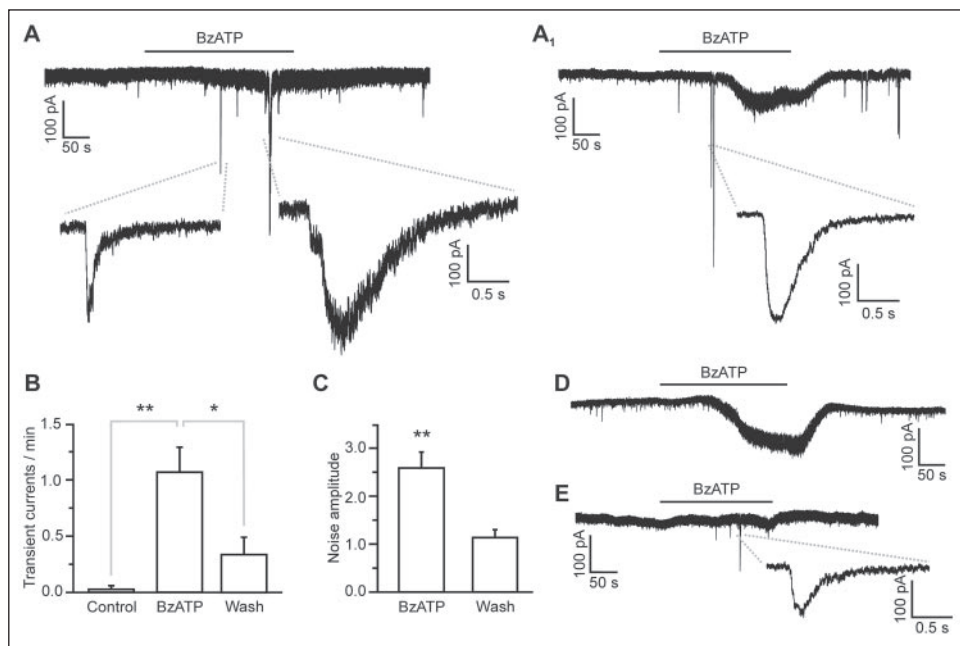 A
BzATP
100 pA
50 s
100 pA
0.5 s
A1
BzATP
100 pA
50 s
100 pA
0.5 s
B
Transient currents / min
1.5
1.0
0.5
0.0
**
*
Control
BzATP
Wash
C
Noise amplitude
3.0
2.0
1.0
0.0
**
BzATP
Wash
D
BzATP
100 pA
50 s
E
BzATP
100 pA
50 s
100 pA
0.5 s